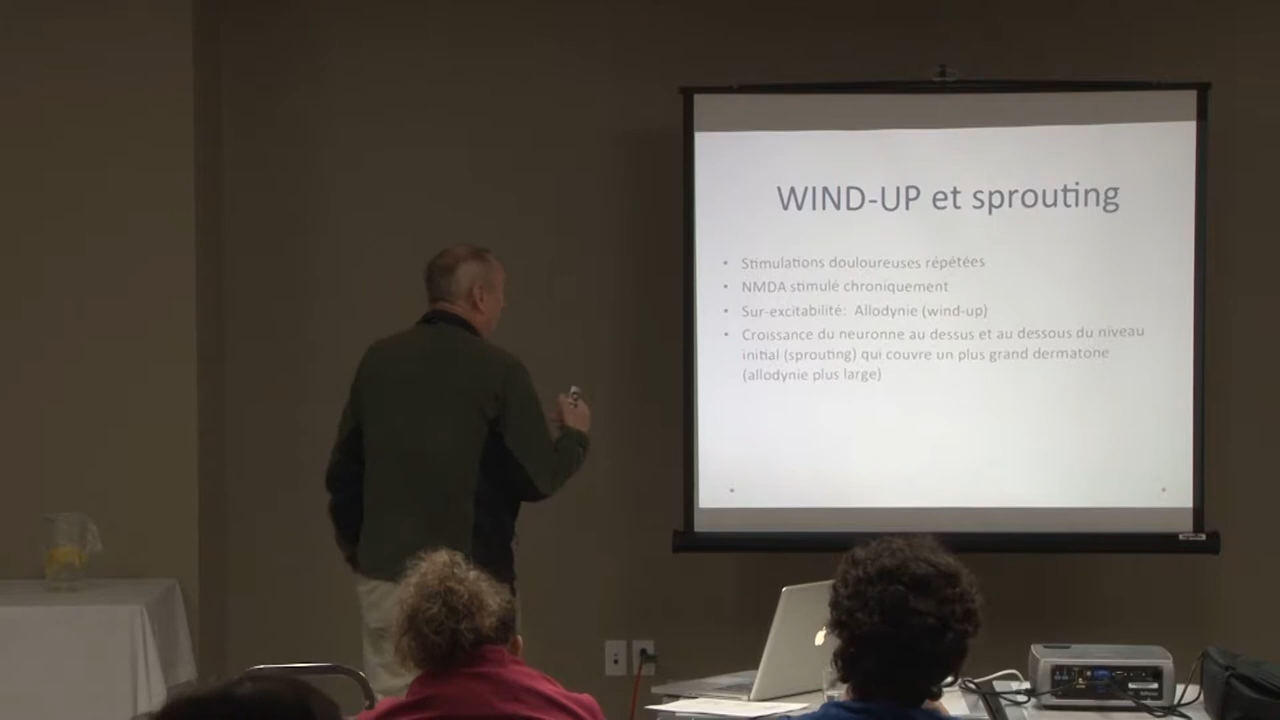 WIND-UP et sprouting
• Stimulations douloureuses répétées
• NMDA stimulé chroniquement
• Sur-excitabilité: Allodynie (wind-up)
• Croissance du neuronne au dessus et au dessous du niveau
initial (sprouting) qui couvre un plus grand dermatone
(allodynie plus large)